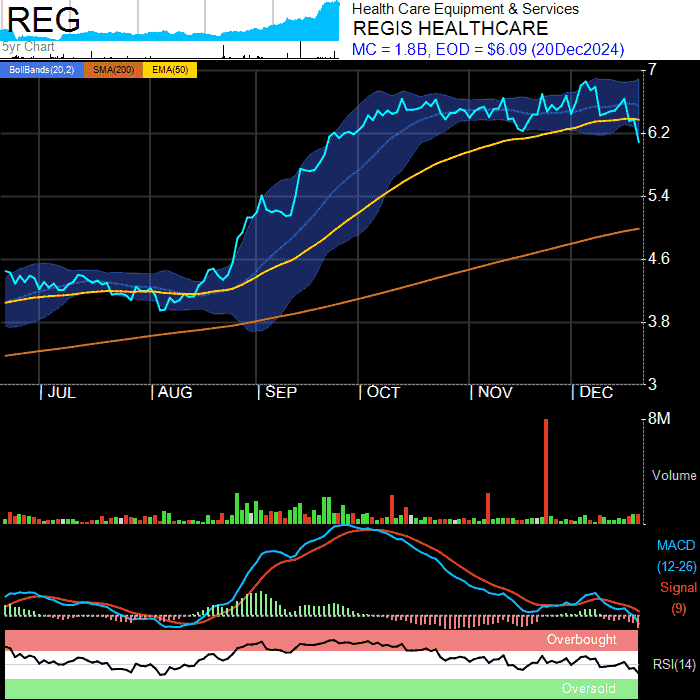 REG
5yr Chart
Health Care Equipment & Services
REGIS HEALTHCARE
MC = 1.8B, EOD = $6.09 (20Dec2024)
BollBands(20,2) SMA(200) EMA(50)
7
6.2
5.4
4.6
3.8
3
JUL AUG SEP OCT NOV DEC
8M
Volume
MACD
(12-26)
Signal
(9)
Overbought
RSI(14)
Oversold